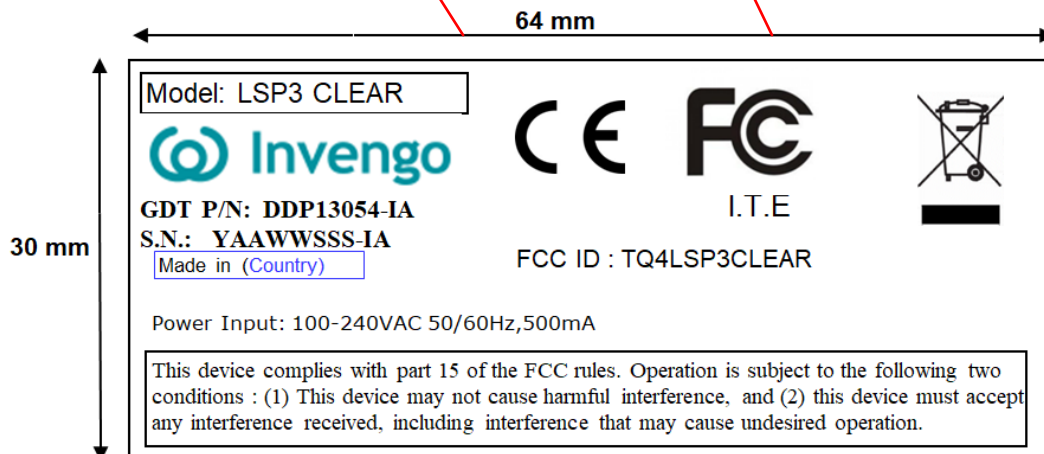 64 mm
30 mm
Model: LSP3 CLEAR
Invengo
CE
FC
I.T.E
GDT P/N: DDP13054-IA
S.N.: YAAWWSSS-IA
Made in (Country)
FCC ID : TQ4LSP3CLEAR
Power Input: 100-240VAC 50/60Hz,500mA
This device complies with part 15 of the FCC rules. Operation is subject to the following two
conditions : (1) This device may not cause harmful interference, and (2) this device must accept
any interference received, including interference that may cause undesired operation.